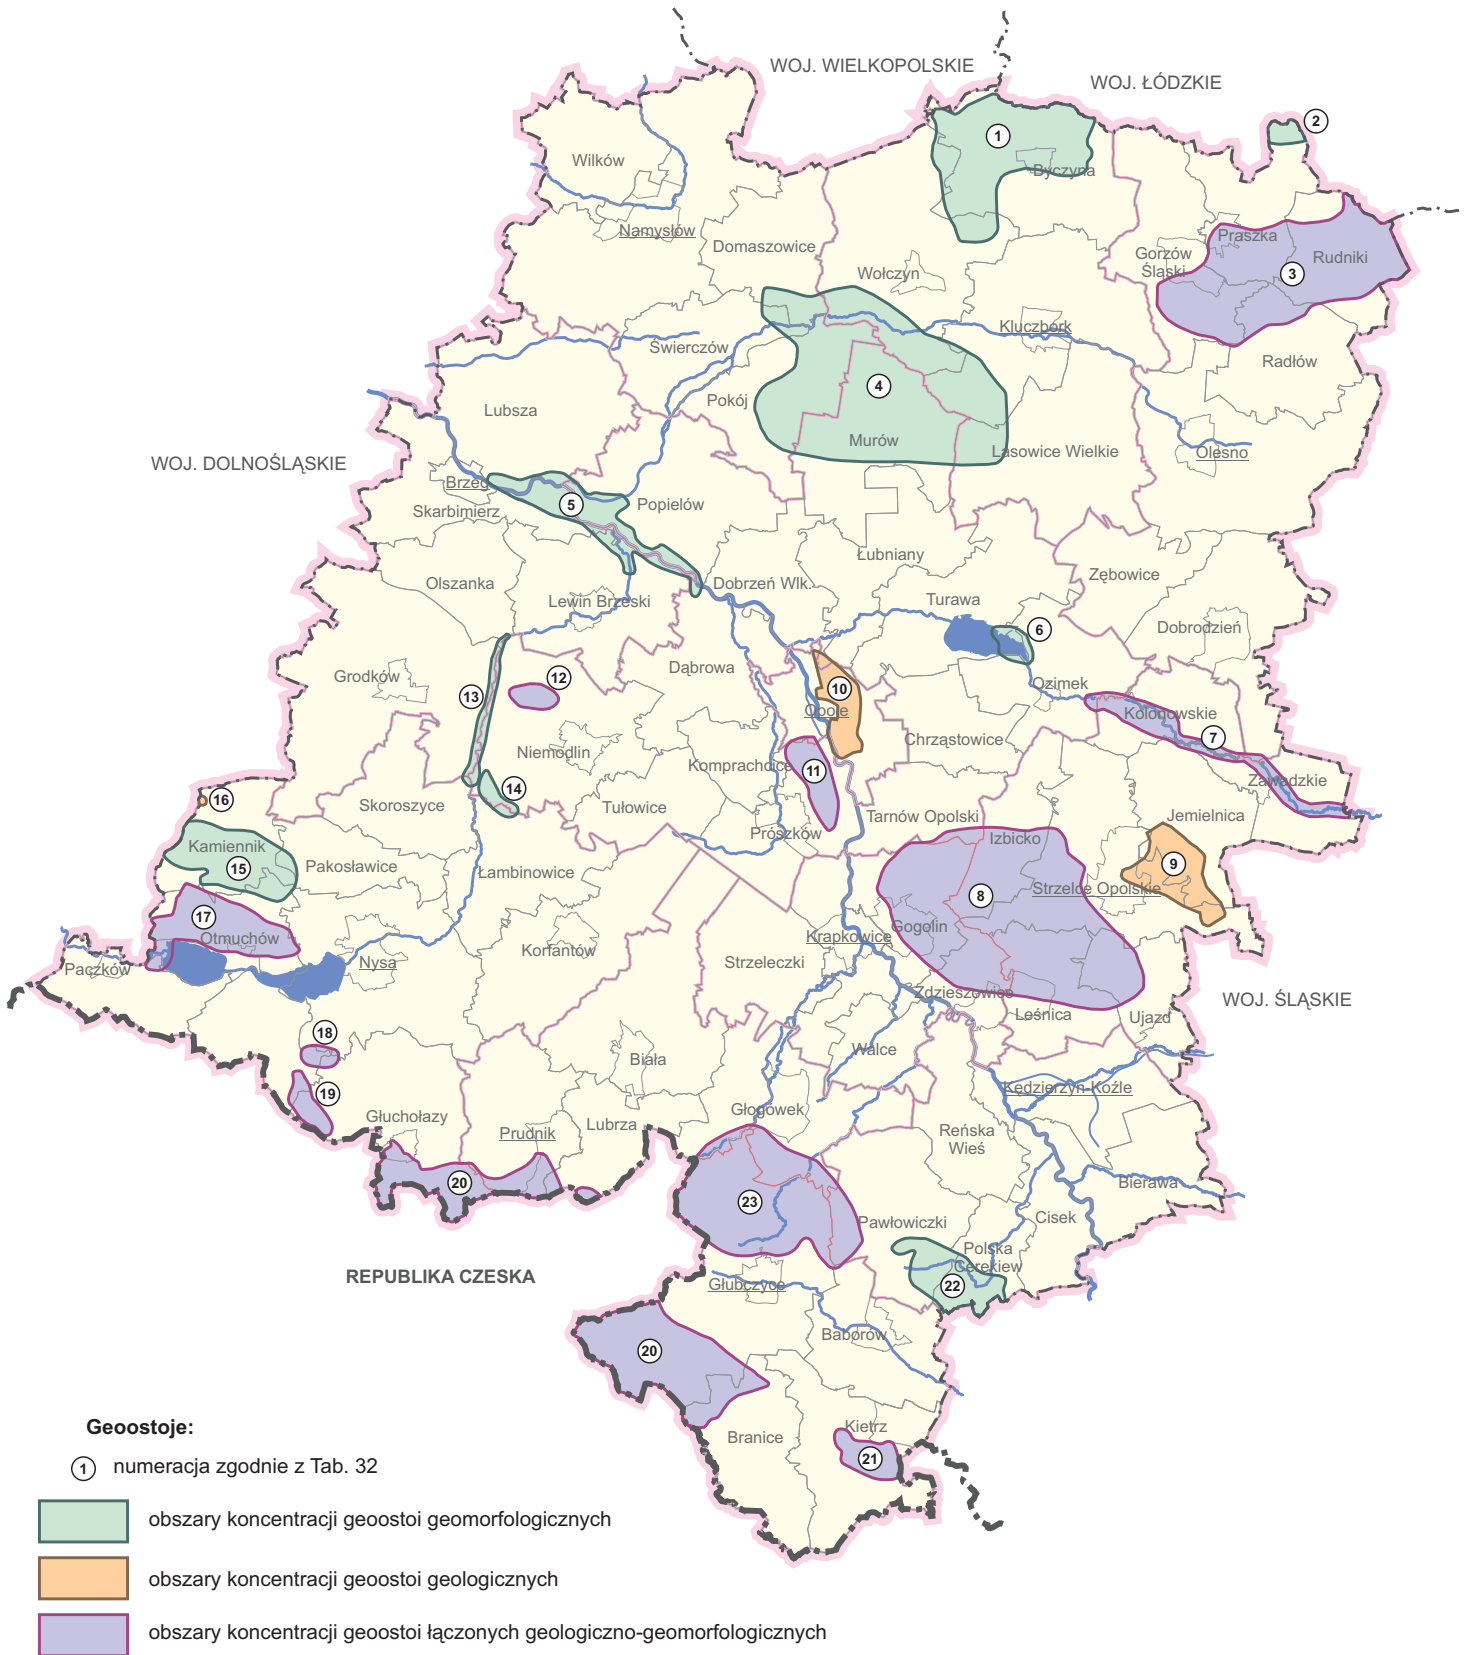 WOJ. WIELKOPOLSKIE
WOJ. ŁÓDZKIE
2
1
Wilków
Byczyna
Namysłów
Praszka
Domaszowice
Gorzów
Śląski
Rudniki
3
Wołczyn
Kluczbork
Świerczów
Radłów
4
Pokój
Lubsza
Murów
Lasowice Wielkie
Olesno
WOJ. DOLNOŚLĄSKIE
Brzeg
5
Popielów
Skarbimierz
Łubniany
Zębowice
Olszanka
Dobrzeń Wlk.
Lewin Brzeski
Turawa
6
Dobrodzień
Dąbrowa
Grodków
12
13
10
Ozimek
Opole
Kolonowskie
7
Chrząstowice
Niemodlin
Komprachcice
11
Zawadzkie
14
16
Skoroszyce
Tułowice
Tarnów Opolski
Jemielnica
Prószków
Izbicko
Kamiennik
15
Pakosławice
Łambinowice
9
Strzelce Opolskie
8
17
Otmuchów
Gogolin
Krapkowice
Korfantów
Strzeleczki
Nysa
Paczków
Zdzieszowice
WOJ. ŚLĄSKIE
Leśnica
Ujazd
18
Walce
Biała
Kędzierzyn-Koźle
19
Głuchołazy
Głogówek
Lubrza
Prudnik
Reńska
Wieś
20
Bierawa
23
Cisek
Pawłowiczki
Polska
Cerekiew
REPUBLIKA CZESKA
Głubczyce
22
Baborów
20
Kietrz
Branice
21
Geoostoje:
1 numeracja zgodnie z Tab. 32
obszary koncentracji geoostoi geomorfologicznych
obszary koncentracji geoostoi geologicznych
obszary koncentracji geoostoi łączonych geologiczno-geomorfologicznych